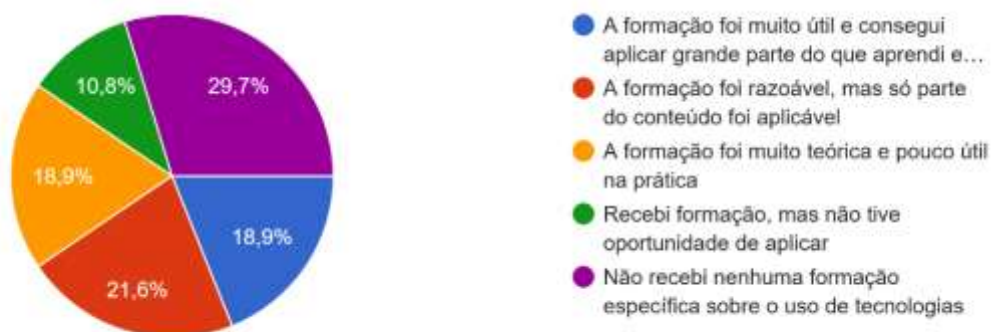 A formação foi muito útil e consegui
aplicar grande parte do que aprendi e…
A formação foi razoável, mas só parte
do conteúdo foi aplicável
A formação foi muito teórica e pouco útil
na prática
Recebi formação, mas não tive
oportunidade de aplicar
Não recebi nenhuma formação
específica sobre o uso de tecnologias
10,8%
29,7%
18,9%
18,9%
21,6%